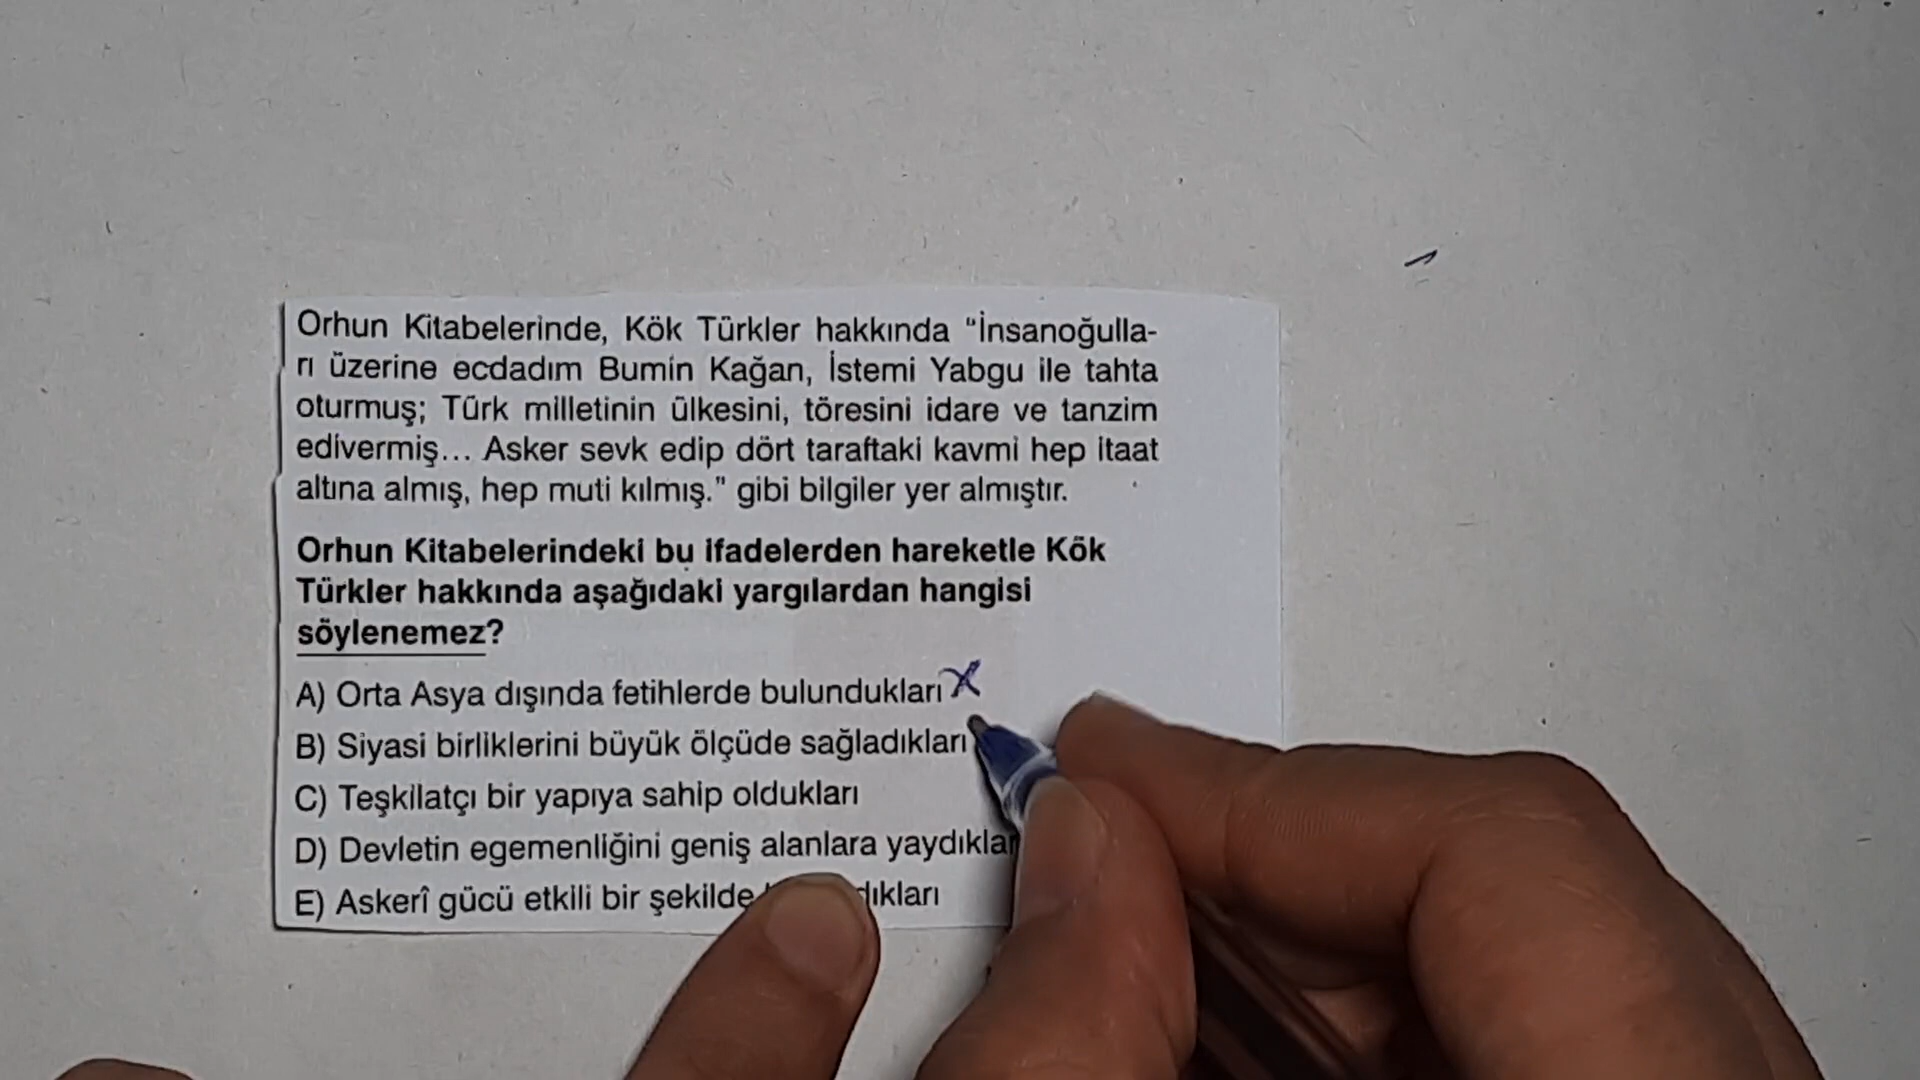 Orhun Kitabelerinde, Kök Türkler hakkında “İnsanoğulla-
rı üzerine ecdadım Bumin Kağan, İstemi Yabgu ile tahta
oturmuş; Türk milletinin ülkesini, töresini idare ve tanzim
edivermiş... Asker sevk edip dört taraftaki kavmi hep itaat
altına almış, hep muti kılmış.” gibi bilgiler yer almıştır.
Orhun Kitabelerindeki bu ifadelerden hareketle Kök
Türkler hakkında aşağıdaki yargılardan hangisi
söylenemez?
A) Orta Asya dışında fetihlerde bulundukları
B) Siyasi birliklerini büyük ölçüde sağladıkları
C) Teşkilatçı bir yapıya sahip oldukları
D) Devletin egemenliğini geniş alanlara
E) Askerî gücü etkili bir şekilde